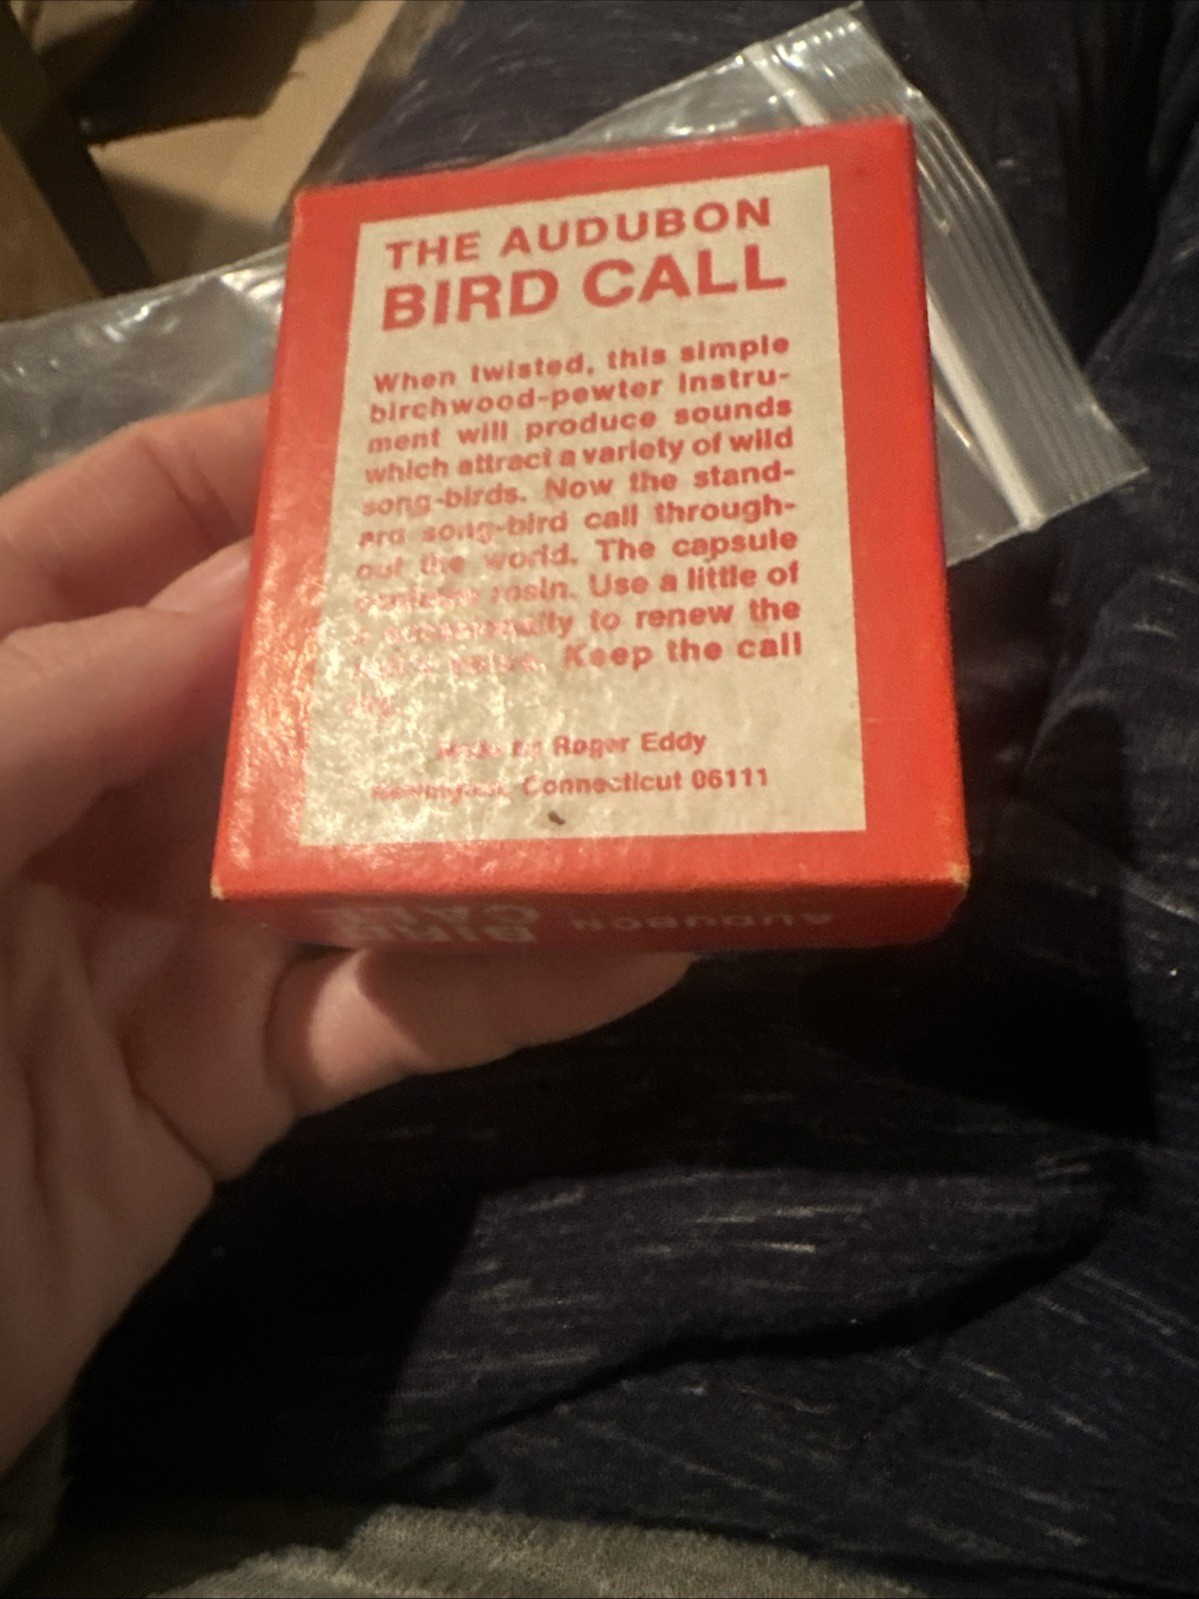 THE AUDUBON
BIRD CALL
When twisted, this simple
birchwood-pewter instru-
ment will produce sounds
which attract a variety of wild
song-birds. Now the stand-
ard song-bird call through-
out the world. The capsule
rosin. Use a little of
to renew the
Keep the call
Made by Roger Eddy
Connecticut 06111
AUDUBON
BIRD
CALL